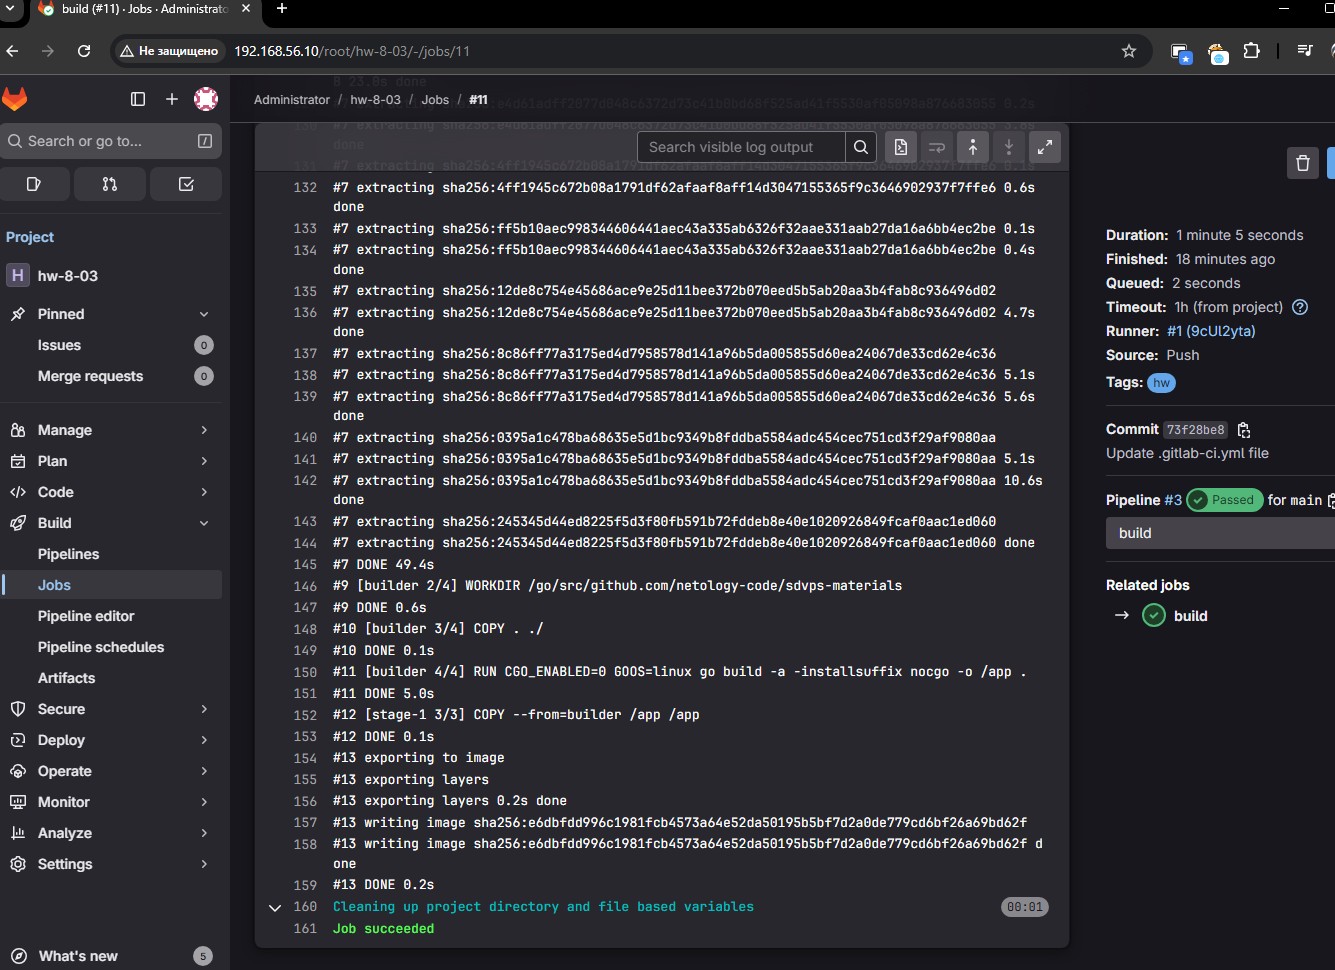 build (#11) · Jobs · Administrato
Не защищено
192.168.56.10/root/hw-8-03/-/jobs/11
Administrator / hw-8-03 / Jobs / #11
Search or go to...
/
Project
H hw-8-03
Pinned
Issues 0
Merge requests 0
Manage
Plan
Code
Build
Pipelines
Jobs
Pipeline editor
Pipeline schedules
Artifacts
Secure
Deploy
Operate
Monitor
Analyze
Settings
What's new 5
Search visible log output
132 #7 extracting sha256:4ff1945c672b08a1791df62afaaf8aff14d3047155365f9c3646902937f7ffe6 0.6s
done
133 #7 extracting sha256:ff5b10aec998344606441aec43a335ab6326f32aae331aab27da16a6bb4ec2be 0.1s
134 #7 extracting sha256:ff5b10aec998344606441aec43a335ab6326f32aae331aab27da16a6bb4ec2be 0.4s
done
135 #7 extracting sha256:12de8c754e45686ace9e25d11bee372b070eed5b5ab20aa3b4fab8c936496d02
136 #7 extracting sha256:12de8c754e45686ace9e25d11bee372b070eed5b5ab20aa3b4fab8c936496d02 4.7s
done
137 #7 extracting sha256:8c86ff77a3175ed4d7958578d141a96b5da005855d60ea24067de33cd62e4c36
138 #7 extracting sha256:8c86ff77a3175ed4d7958578d141a96b5da005855d60ea24067de33cd62e4c36 5.1s
139 #7 extracting sha256:8c86ff77a3175ed4d7958578d141a96b5da005855d60ea24067de33cd62e4c36 5.6s
done
140 #7 extracting sha256:0395a1c478ba68635e5d1bc9349b8fddba5584adc454cec751cd3f29af9080aa
141 #7 extracting sha256:0395a1c478ba68635e5d1bc9349b8fddba5584adc454cec751cd3f29af9080aa 5.1s
142 #7 extracting sha256:0395a1c478ba68635e5d1bc9349b8fddba5584adc454cec751cd3f29af9080aa 10.6s
done
143 #7 extracting sha256:245345d44ed8225f5d3f80fb591b72fddeb8e40e1020926849fcaf0aac1ed060
144 #7 extracting sha256:245345d44ed8225f5d3f80fb591b72fddeb8e40e1020926849fcaf0aac1ed060 done
145 #7 DONE 49.4s
146 #9 [builder 2/4] WORKDIR /go/src/github.com/netology-code/sdvps-materials
147 #9 DONE 0.6s
148 #10 [builder 3/4] COPY . ./
149 #10 DONE 0.1s
150 #11 [builder 4/4] RUN CGO_ENABLED=0 GOOS=linux go build -a -installsuffix nocgo -o /app .
151 #11 DONE 5.0s
152 #12 [stage-1 3/3] COPY --from=builder /app /app
153 #12 DONE 0.1s
154 #13 exporting to image
155 #13 exporting layers
156 #13 exporting layers 0.2s done
157 #13 writing image sha256:e6dbfdd996c1981fcb4573a64e52da50195b5bf7d2a0de779cd6bf26a69bd62f
158 #13 writing image sha256:e6dbfdd996c1981fcb4573a64e52da50195b5bf7d2a0de779cd6bf26a69bd62f d
one
159 #13 DONE 0.2s
160 Cleaning up project directory and file based variables 00:01
161 Job succeeded
Duration: 1 minute 5 seconds
Finished: 18 minutes ago
Queued: 2 seconds
Timeout: 1h (from project)
Runner: #1 (9cUl2yta)
Source: Push
Tags: hw
Commit 73f28be8
Update .gitlab-ci.yml file
Pipeline #3 Passed for main
build
Related jobs
build